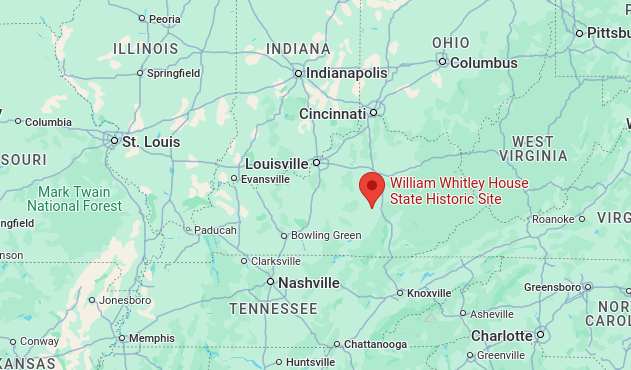 Peoria
ILLINOIS
INDIANA
OHIO
Pittsbu
Springfield
Indianapolis
Columbus
Columbia
Cincinnati
St. Louis
WEST
VIRGINIA
SOURI
Louisville
Evansville
Mark Twain
National Forest
William Whitley House
State Historic Site
ngfield
Paducah
Bowling Green
Roanoke
VIRG
nson
Clarksville
Nashville
Knoxville
Greensboro
Jonesboro
TENNESSEE
NOR
CAROL
Asheville
Conway
Memphis
Chattanooga
Charlotte
KANSAS
Huntsville
Greenville